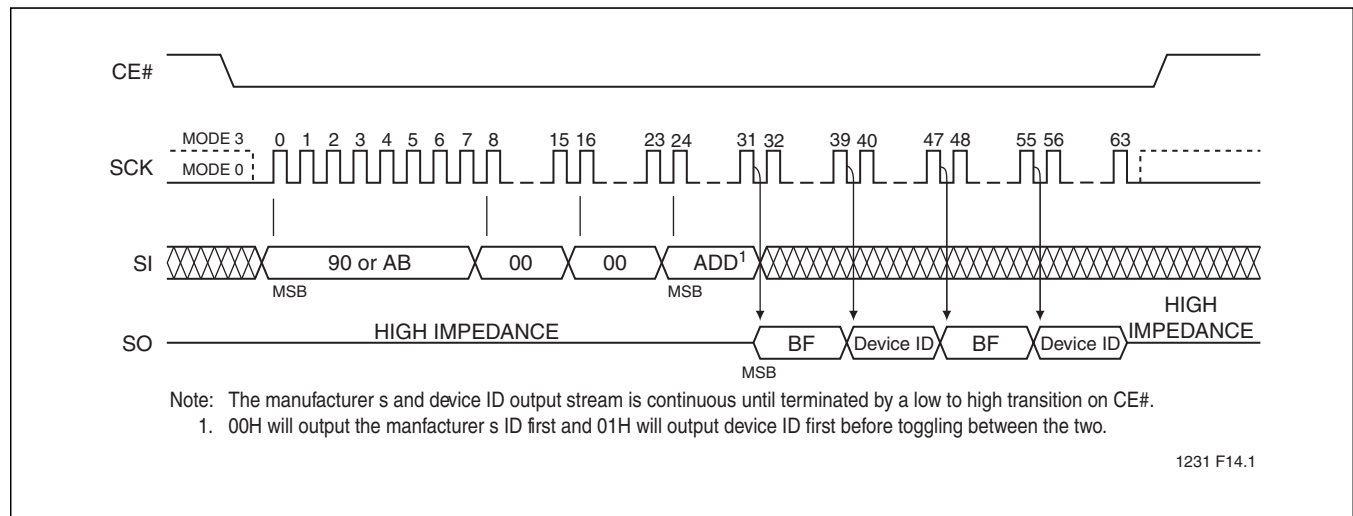 CE#
MODE 3
0 1 2 3 4 5 6 7 8 15 16 23 24 31 32 39 40 47 48 55 56 63
SCK
MODE 0
SI
90 or AB 00 00 ADD1
MSB MSB
HIGH IMPEDANCE
HIGH
IMPEDANCE
SO
BF Device ID BF Device ID
MSB
Note: The manufacturer s and device ID output stream is continuous until terminated by a low to high transition on CE#.
1. 00H will output the manfacturer s ID first and 01H will output device ID first before toggling between the two.
1231 F14.1